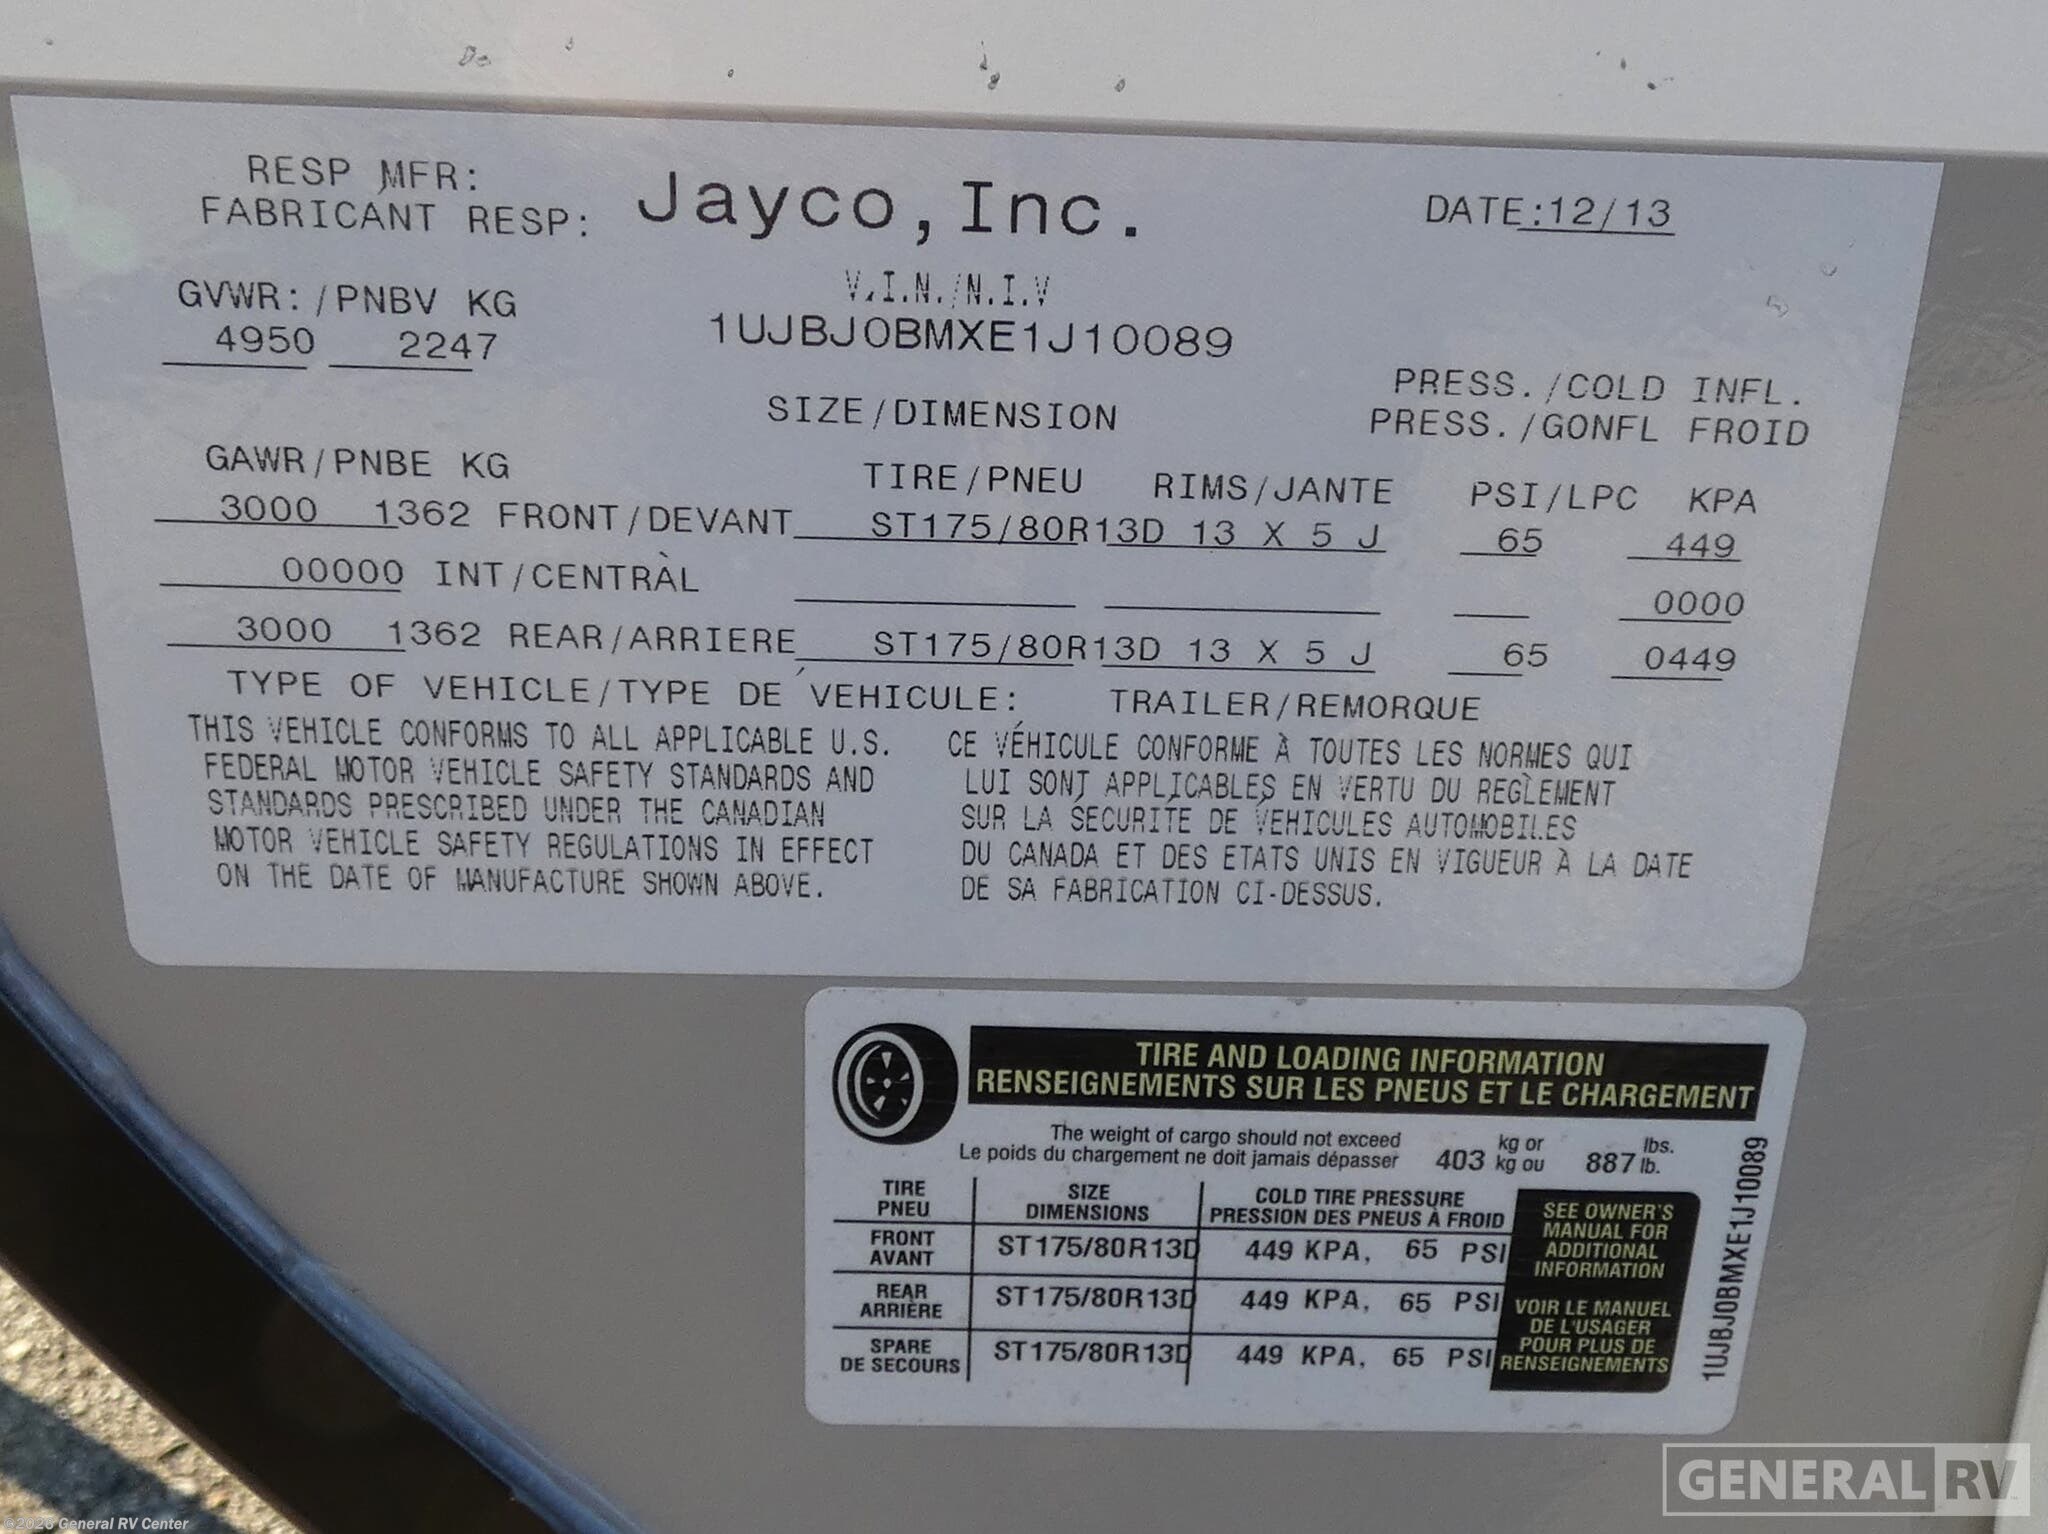 RESP MFR:
FABRICANT RESP: Jayco, Inc. DATE:12/13
GVWR:/PNBV KG V.I.N./N.I.V
4950 2247 1UJBJ0BMXE1J10089
PRESS./COLD INFL.
SIZE/DIMENSION PRESS./GONFL FROID
GAWR/PNBE KG TIRE/PNEU RIMS/JANTE PSI/LPC KPA
3000 1362 FRONT/DEVANT ST175/80R13D 13 X 5 J 65 449
00000 INT/CENTRAL 0000
3000 1362 REAR/ARRIERE ST175/80R13D 13 X 5 J 65 0449
TYPE OF VEHICLE/TYPE DE VEHICULE: TRAILER/REMORQUE
THIS VEHICLE CONFORMS TO ALL APPLICABLE U.S.
FEDERAL MOTOR VEHICLE SAFETY STANDARDS AND
STANDARDS PRESCRIBED UNDER THE CANADIAN
MOTOR VEHICLE SAFETY REGULATIONS IN EFFECT
ON THE DATE OF MANUFACTURE SHOWN ABOVE.
CE VÉHICULE CONFORME À TOUTES LES NORMES QUI
LUI SONT APPLICABLES EN VERTU DU REGLEMENT
SUR LA SÉCURITÉ DE VÉHICULES AUTOMOBILES
DU CANADA ET DES ETATS UNIS EN VIGUEUR À LA DATE
DE SA FABRICATION CI-DESSUS.
TIRE AND LOADING INFORMATION
RENSEIGNEMENTS SUR LES PNEUS ET LE CHARGEMENT
The weight of cargo should not exceed 403 kg or 887 lbs.
Le poids du chargement ne doit jamais dépasser kg ou lb.
TIRE SIZE COLD TIRE PRESSURE
PNEU DIMENSIONS PRESSION DES PNEUS À FROID
FRONT
AVANT ST175/80R13D 449 KPA, 65 PSI
REAR
ARRIÈRE ST175/80R13D 449 KPA, 65 PSI
SPARE
DE SECOURS ST175/80R13D 449 KPA, 65 PSI
SEE OWNER'S
MANUAL FOR
ADDITIONAL
INFORMATION
VOIR LE MANUEL
DE L'USAGER
POUR PLUS DE
RENSEIGNEMENTS
1UJBJ0BMXE1J10089
GENERAL RV
©2026 General RV Center